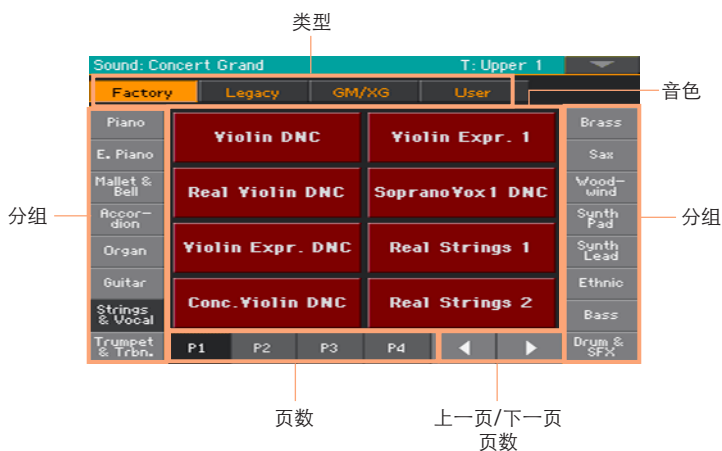 类型
Sound: Concert Grand T: Upper 1
Factory Legacy GM/XG User
音色
Piano
E. Piano
Mallet &
Bell
Accor-
dion
Organ
Guitar
Strings
& Vocal
Trumpet
& Trbn.
分组
Violin DNC Violin Expr. 1
Real Violin DNC SopranoVox1 DNC
Violin Expr. DNC Real Strings 1
Conc.Violin DNC Real Strings 2
P1 P2 P3 P4
Brass
Sax
Wood-
wind
Synth
Pad
Synth
Lead
Ethnic
Bass
Drum &
SFX
分组
页数
上一页/下一页
页数